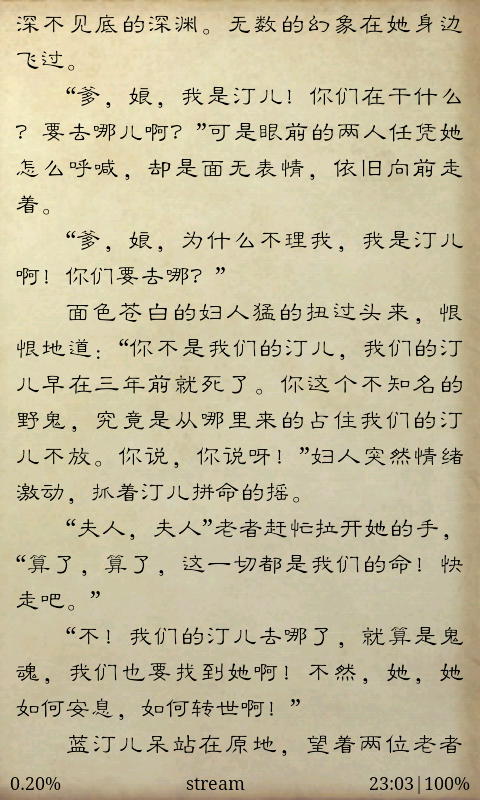 深不见底的深渊。无数的幻象在她身边
飞过。
“爹，娘，我是汀儿！你们在干什么
？要去哪儿啊？”可是眼前的两人任凭她
怎么呼喊，却是面无表情，依旧向前走
着。
“爹，娘，为什么不理我，我是汀儿
啊！你们要去哪？”
面色苍白的妇人猛的扭过头来，恨
恨地道：“你不是我们的汀儿，我们的汀
儿早在三年前就死了。你这个不知名的
野鬼，究竟是从哪里来的占住我们的汀
儿不放。你说，你说呀！”妇人突然情绪
激动，抓着汀儿拼命的摇。
“夫人，夫人”老者赶忙拉开她的手，
“算了，算了，这一切都是我们的命！快
走吧。”
“不！我们的汀儿去哪了，就算是鬼
魂，我们也要找到她啊！不然，她，她
如何安息，如何转世啊！”
蓝汀儿呆站在原地，望着两位老者
0.20% stream 23:03|100%